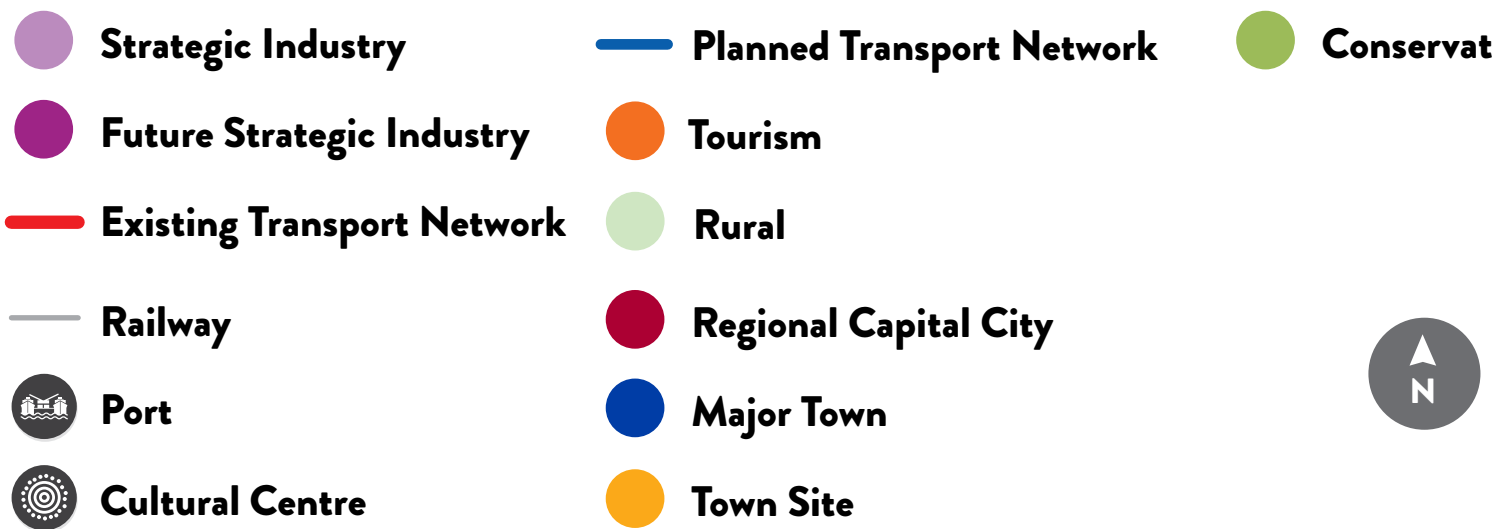 Strategic Industry
Future Strategic Industry
Existing Transport Network
Railway
Port
Cultural Centre
Planned Transport Network
Tourism
Rural
Regional Capital City
Major Town
Town Site
Conservat
N